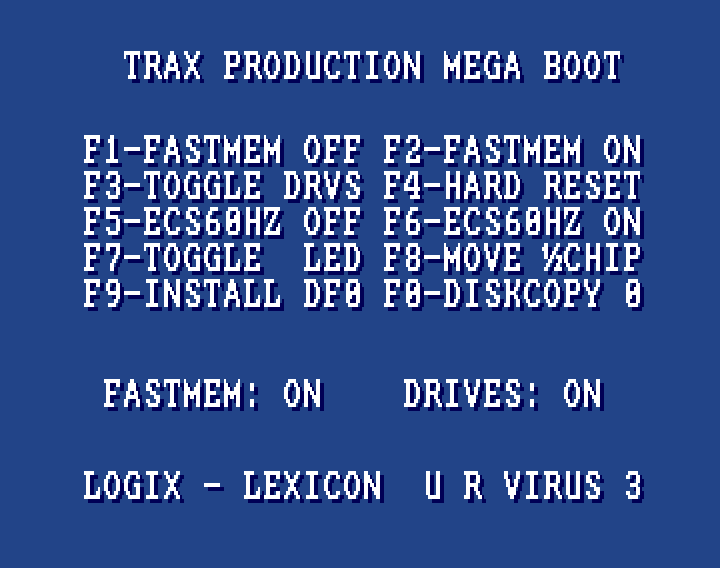 TRAX PRODUCTION MEGA BOOT
F1-FASTMEM OFF F2-FASTMEM ON
F3-TOGGLE DRVS F4-HARD RESET
F5-ECS60HZ OFF F6-ECS60HZ ON
F7-TOGGLE  LED F8-MOVE ½CHIP
F9-INSTALL DF0 F0-DISKCOPY 0
FASTMEM: ON    DRIVES: ON
LOGIX - LEXICON  U R VIRUS 3